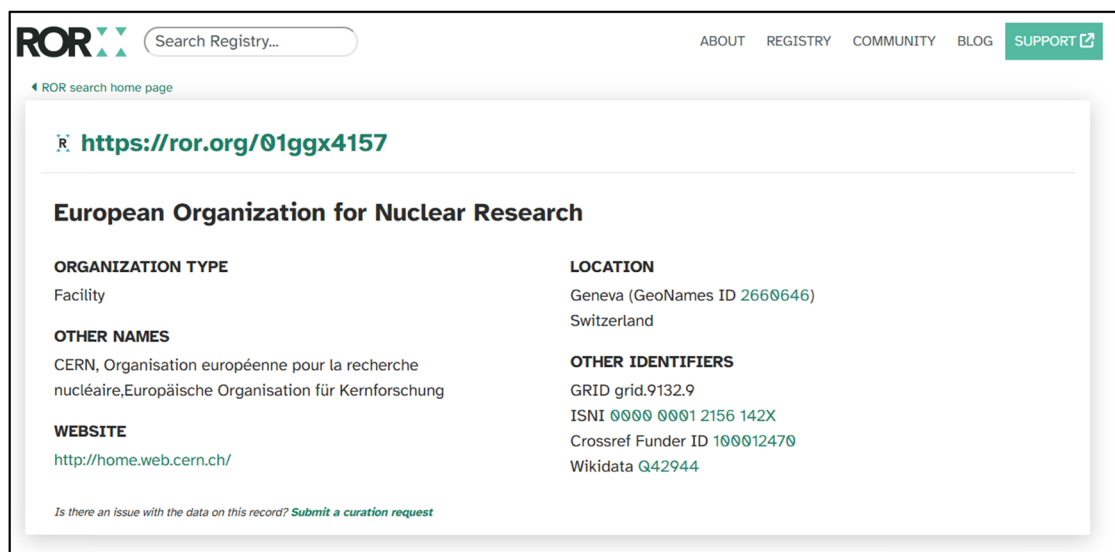 ROR
Search Registry...
ABOUT REGISTRY COMMUNITY BLOG SUPPORT
ROR search home page
R https://ror.org/01ggx4157
European Organization for Nuclear Research
ORGANIZATION TYPE
Facility
OTHER NAMES
CERN, Organisation européenne pour la recherche
nucléaire,Europäische Organisation für Kernforschung
WEBSITE
http://home.web.cern.ch/
LOCATION
Geneva (GeoNames ID 2660646)
Switzerland
OTHER IDENTIFIERS
GRID grid.9132.9
ISNI 0000 0001 2156 142X
Crossref Funder ID 100012470
Wikidata Q42944
Is there an issue with the data on this record? Submit a curation request